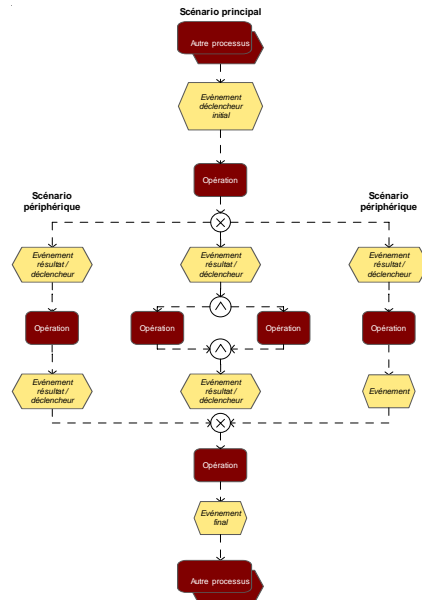 Scénario principal
Autre processus
Evènement
déclencheur
initial
Opération
Scénario
périphérique
Scénario
périphérique
Evénement
résultat /
déclencheur
Evénement
résultat /
déclencheur
Evénement
résultat /
déclencheur
Opération
Opération
Opération
Opération
Evénement
résultat /
déclencheur
Evénement
résultat /
déclencheur
Evénement
Opération
Evénement
final
Autre processus